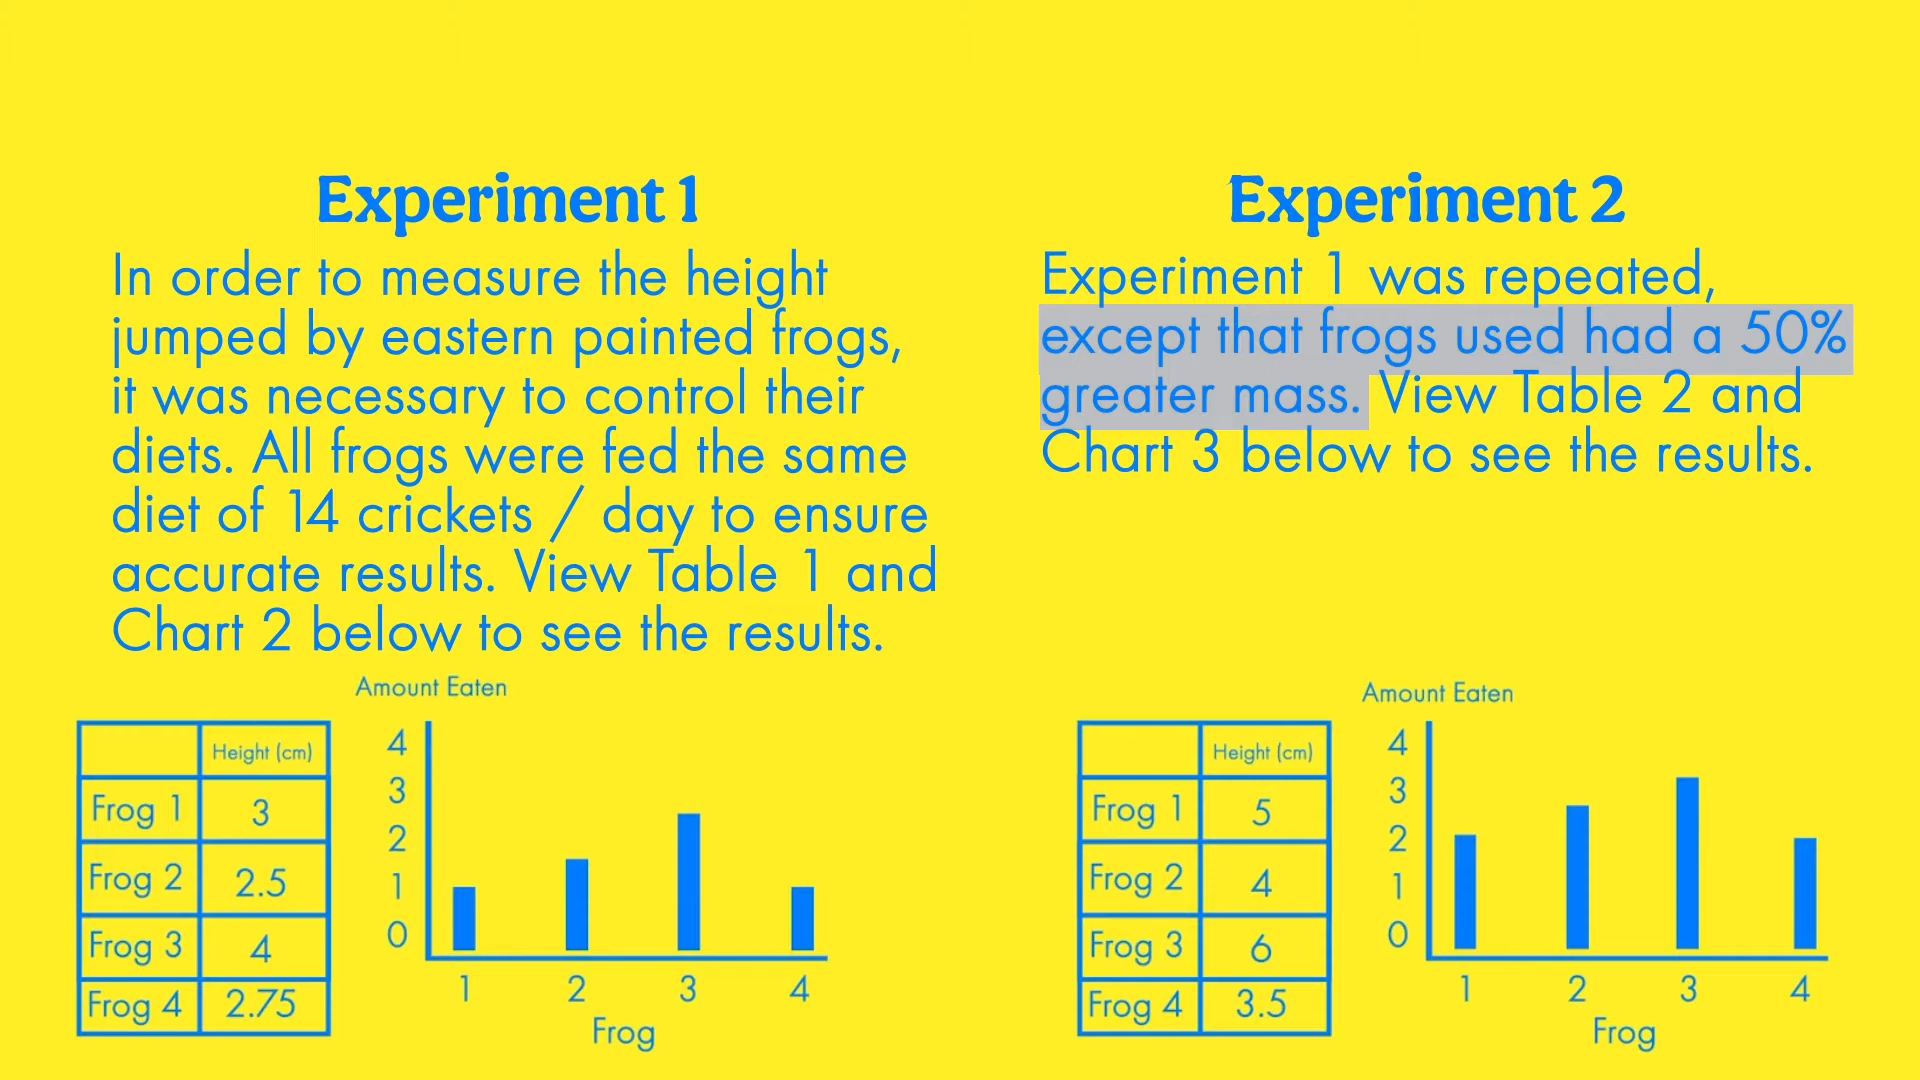 Experiment 1
In order to measure the height
jumped by eastern painted frogs,
it was necessary to control their
diets. All frogs were fed the same
diet of 14 crickets / day to ensure
accurate results. View Table 1 and
Chart 2 below to see the results.
Height (cm)
Frog 1 3
Frog 2 2.5
Frog 3 4
Frog 4 2.75
Amount Eaten
4
3
2
1
0
1 2 3 4
Frog
Experiment 2
Experiment 1 was repeated,
except that frogs used had a 50%
greater mass. View Table 2 and
Chart 3 below to see the results.
Height (cm)
Frog 1 5
Frog 2 4
Frog 3 6
Frog 4 3.5
Amount Eaten
4
3
2
1
0
1 2 3 4
Frog